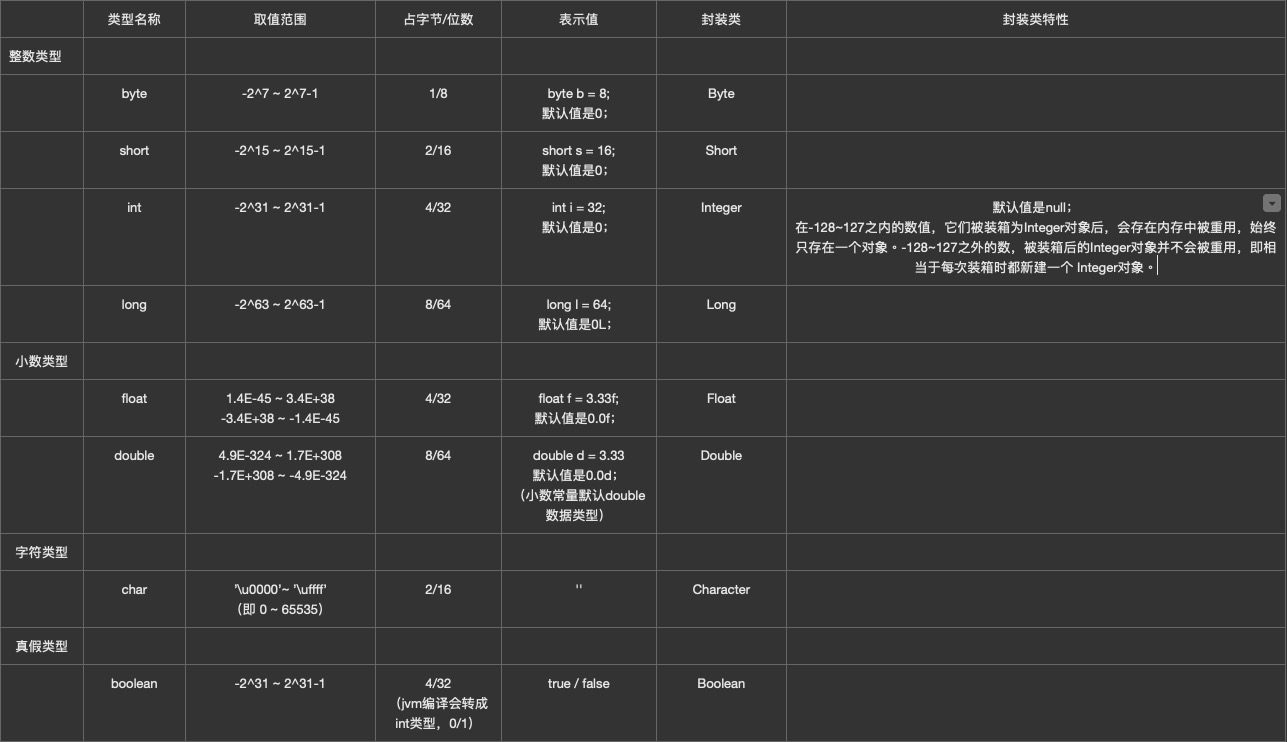 类型名称 取值范围 占字节/位数 表示值 封装类 封装类特性
整数类型
byte -2^7 ~ 2^7-1 1/8 byte b = 8; Byte
默认值是0；
short -2^15 ~ 2^15-1 2/16 short s = 16; Short
默认值是0；
int -2^31 ~ 2^31-1 4/32 int i = 32; Integer 默认值是null；
默认值是0； 在-128~127之内的数值，它们被装箱为Integer对象后，会存在内存中被重用，始终
只存在一个对象。-128~127之外的数，被装箱后的Integer对象并不会被重用，即相
当于每次装箱时都新建一个 Integer对象。
long -2^63 ~ 2^63-1 8/64 long l = 64; Long
默认值是0L；
小数类型
float 1.4E-45 ~ 3.4E+38 4/32 float f = 3.33f; Float
-3.4E+38 ~ -1.4E-45 默认值是0.0f；
double 4.9E-324 ~ 1.7E+308 8/64 double d = 3.33 Double
-1.7E+308 ~ -4.9E-324 默认值是0.0d；
（小数常量默认double
数据类型）
字符类型
char '\u0000'~ '\uffff' 2/16 '' Character
（即 0 ~ 65535）
真假类型
boolean -2^31 ~ 2^31-1 4/32 true / false Boolean
（jvm编译会转成
int类型，0/1）